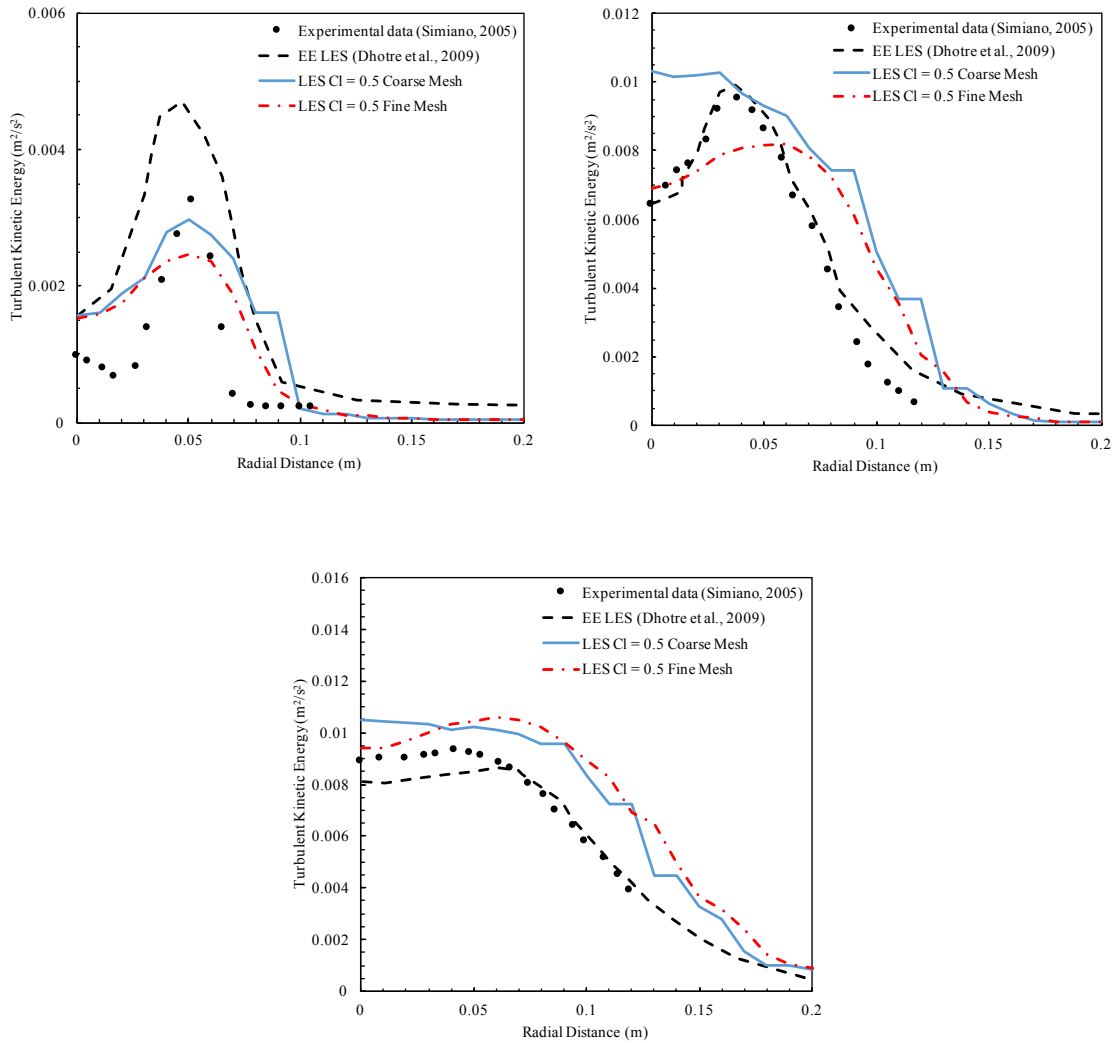 0.006
0.004
0.002
0
Turbulent Kinetic Energy (m²/s²)
0
0.05
0.1
0.15
0.2
Radial Distance (m)
Experimental data (Simiano, 2005)
EE LES (Dhotre et al., 2009)
LES Cl = 0.5 Coarse Mesh
LES Cl = 0.5 Fine Mesh
0.012
0.01
0.008
0.006
0.004
0.002
0
Turbulent Kinetic Energy (m²/s²)
0
0.05
0.1
0.15
0.2
Radial Distance (m)
Experimental data (Simiano, 2005)
EE LES (Dhotre et al., 2009)
LES Cl = 0.5 Coarse Mesh
LES Cl = 0.5 Fine Mesh
0.016
0.014
0.012
0.01
0.008
0.006
0.004
0.002
0
Turbulent Kinetic Energy (m²/s²)
0
0.05
0.1
0.15
0.2
Radial Distance (m)
Experimental data (Simiano, 2005)
EE LES (Dhotre et al., 2009)
LES Cl = 0.5 Coarse Mesh
LES Cl = 0.5 Fine Mesh